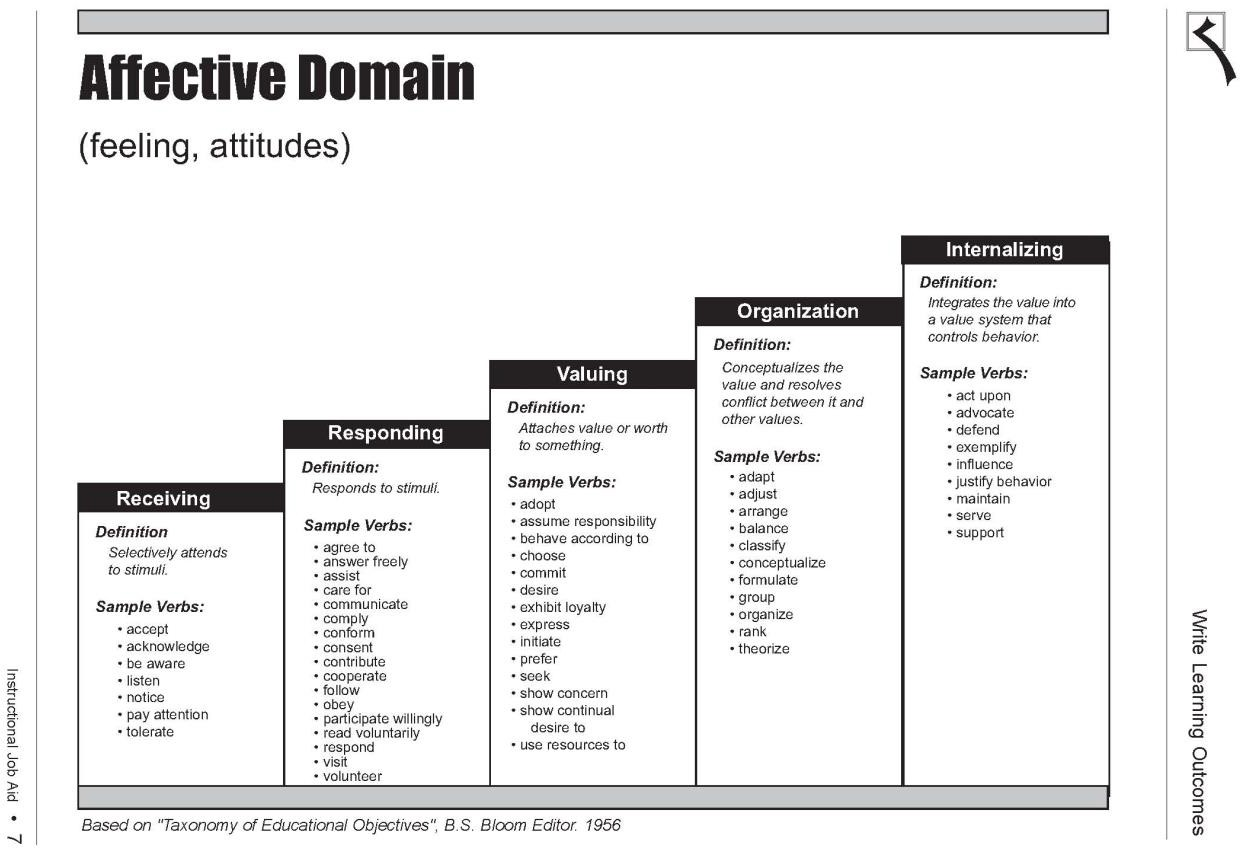 Affective Domain
(feeling, attitudes)
Receiving
Definition
Selectively attends
to stimuli.
Sample Verbs:
• accept
• acknowledge
• be aware
• listen
• notice
• pay attention
• tolerate
Responding
Definition:
Responds to stimuli.
Sample Verbs:
• agree to
• answer freely
• assist
• care for
• communicate
• comply
• conform
• consent
• contribute
• cooperate
• follow
• obey
• participate willingly
• read voluntarily
• respond
• visit
• volunteer
Valuing
Definition:
Attaches value or worth
to something.
Sample Verbs:
• adopt
• assume responsibility
• behave according to
• choose
• commit
• desire
• exhibit loyalty
• express
• initiate
• prefer
• seek
• show concern
• show continual
desire to
• use resources to
Organization
Definition:
Conceptualizes the
value and resolves
conflict between it and
other values.
Sample Verbs:
• adapt
• adjust
• arrange
• balance
• classify
• conceptualize
• formulate
• group
• organize
• rank
• theorize
Internalizing
Definition:
Integrates the value into
a value system that
controls behavior.
Sample Verbs:
• act upon
• advocate
• defend
• exemplify
• influence
• justify behavior
• maintain
• serve
• support
Based on "Taxonomy of Educational Objectives", B.S. Bloom Editor. 1956
Instructional Job Aid • 7
Write Learning Outcomes